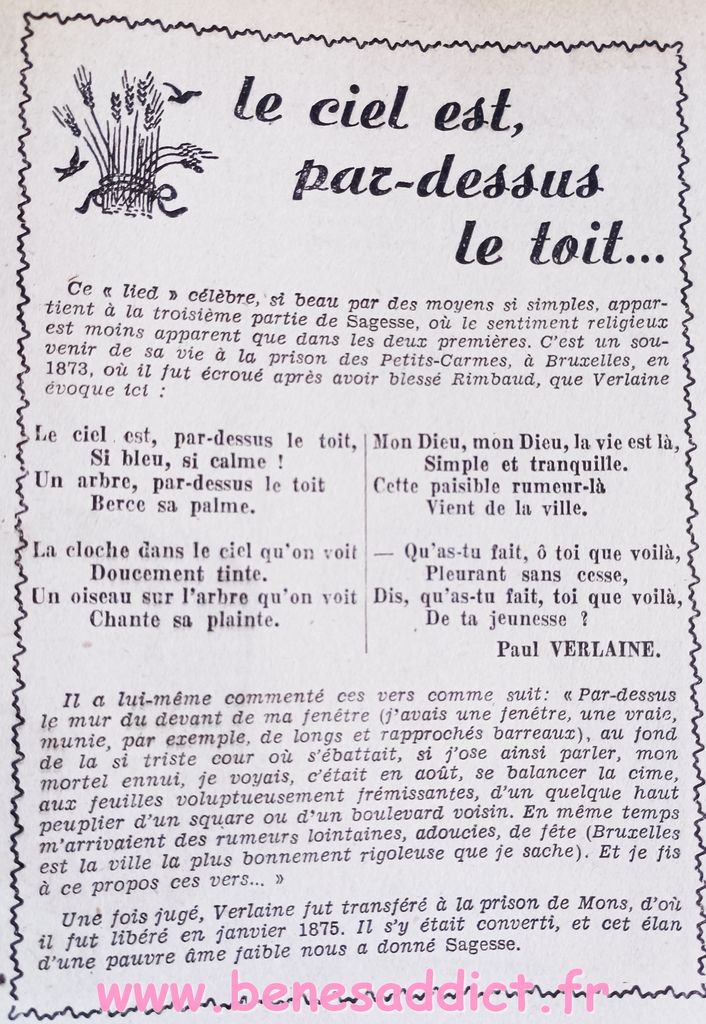 le ciel est,
par-dessus
le toit...
Ce « lied » célèbre, si beau par des moyens si simples, appar-
tient à la troisième partie de Sagesse, où le sentiment religieux
est moins apparent que dans les deux premières. C'est un sou-
venir de sa vie à la prison des Petits-Carmes, à Bruxelles, en
1873, où il fut écroué après avoir blessé Rimbaud, que Verlaine
évoque ici :
Le ciel est, par-dessus le toit,
Si bleu, si calme !
Un arbre, par-dessus le toit
Berce sa palme.
La cloche dans le ciel qu'on voit
Doucement tinte.
Un oiseau sur l'arbre qu'on voit
Chante sa plainte.
Mon Dieu, mon Dieu, la vie est là,
Simple et tranquille.
Cette paisible rumeur-là
Vient de la ville.
— Qu'as-tu fait, ô toi que voilà,
Pleurant sans cesse,
Dis, qu'as-tu fait, toi que voilà,
De ta jeunesse ?
Paul VERLAINE.
Il a lui-même commenté ces vers comme suit : « Par-dessus
le mur du devant de ma fenêtre (j'avais une fenêtre, une vraie,
munie, par exemple, de longs et rapprochés barreaux), au fond
de la si triste cour où s'ébattait, si j'ose ainsi parler, mon
mortel ennui, je voyais, c'était en août, se balancer la cime,
aux feuilles voluptueusement frémissantes, d'un quelque haut
peuplier d'un square ou d'un boulevard voisin. En même temps
m'arrivaient des rumeurs lointaines, adoucies, de fête (Bruxelles
est la ville la plus bonnement rigoleuse que je sache). Et je fis
à ce propos ces vers... »
Une fois jugé, Verlaine fut transféré à la prison de Mons, d'où
il fut libéré en janvier 1875. Il s'y était converti, et cet élan
d'une pauvre âme faible nous a donné Sagesse.
www.benesaddict.fr